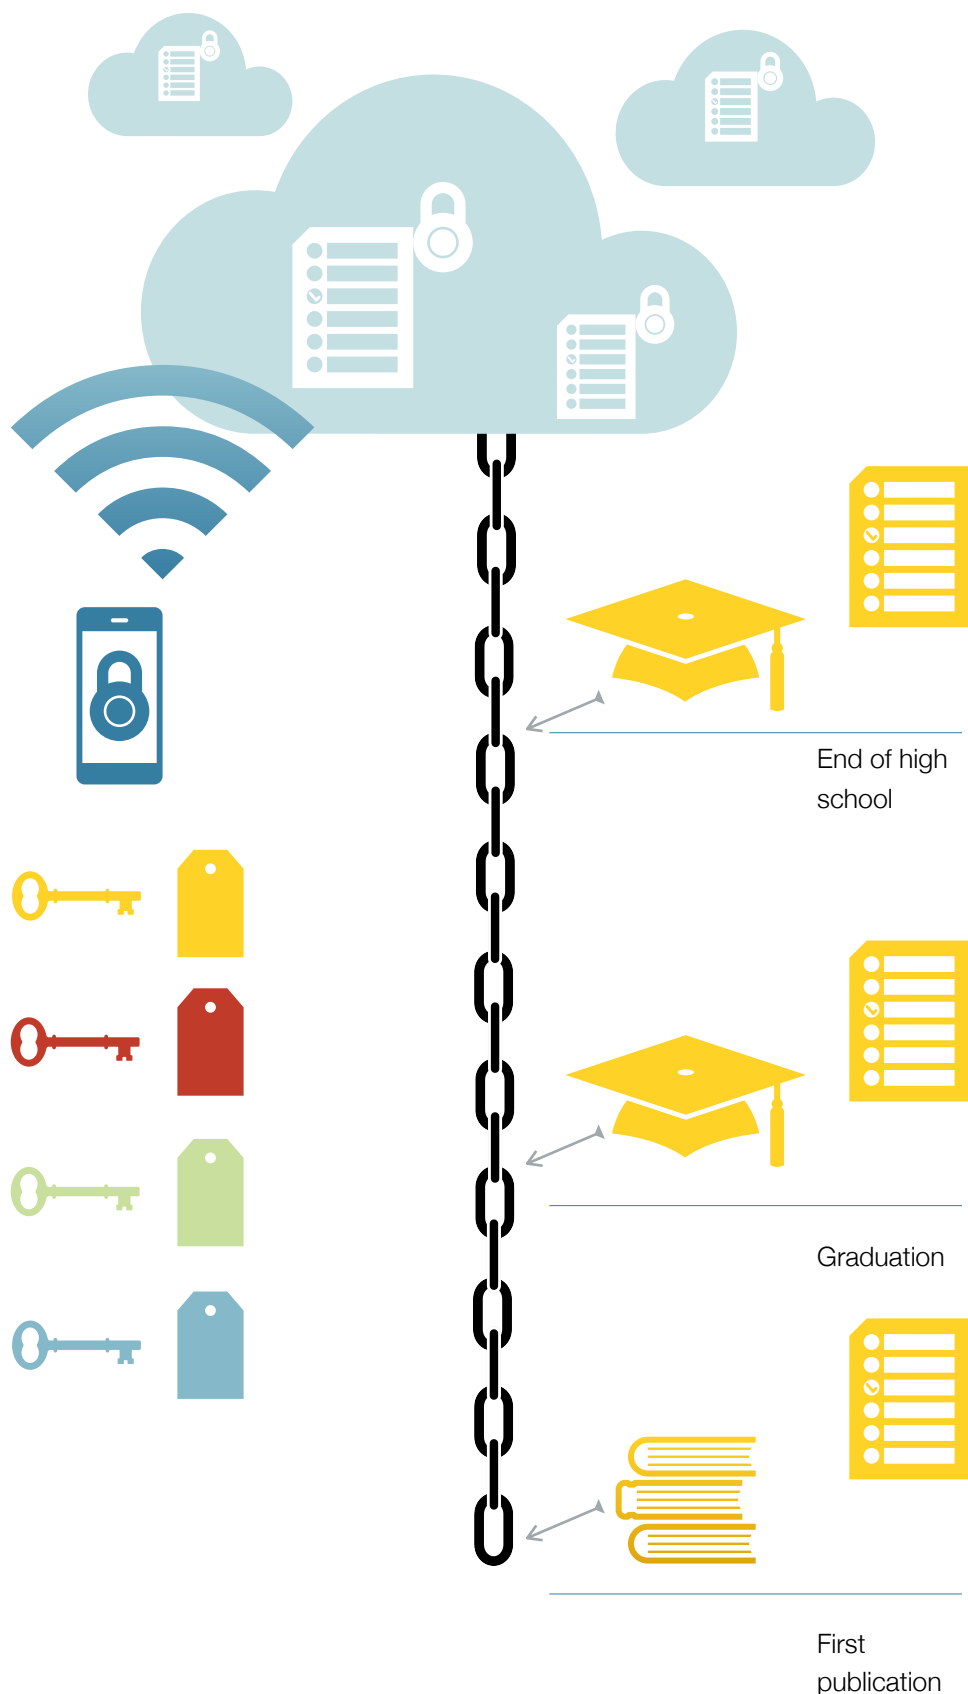 End of high
school
Graduation
First
publication